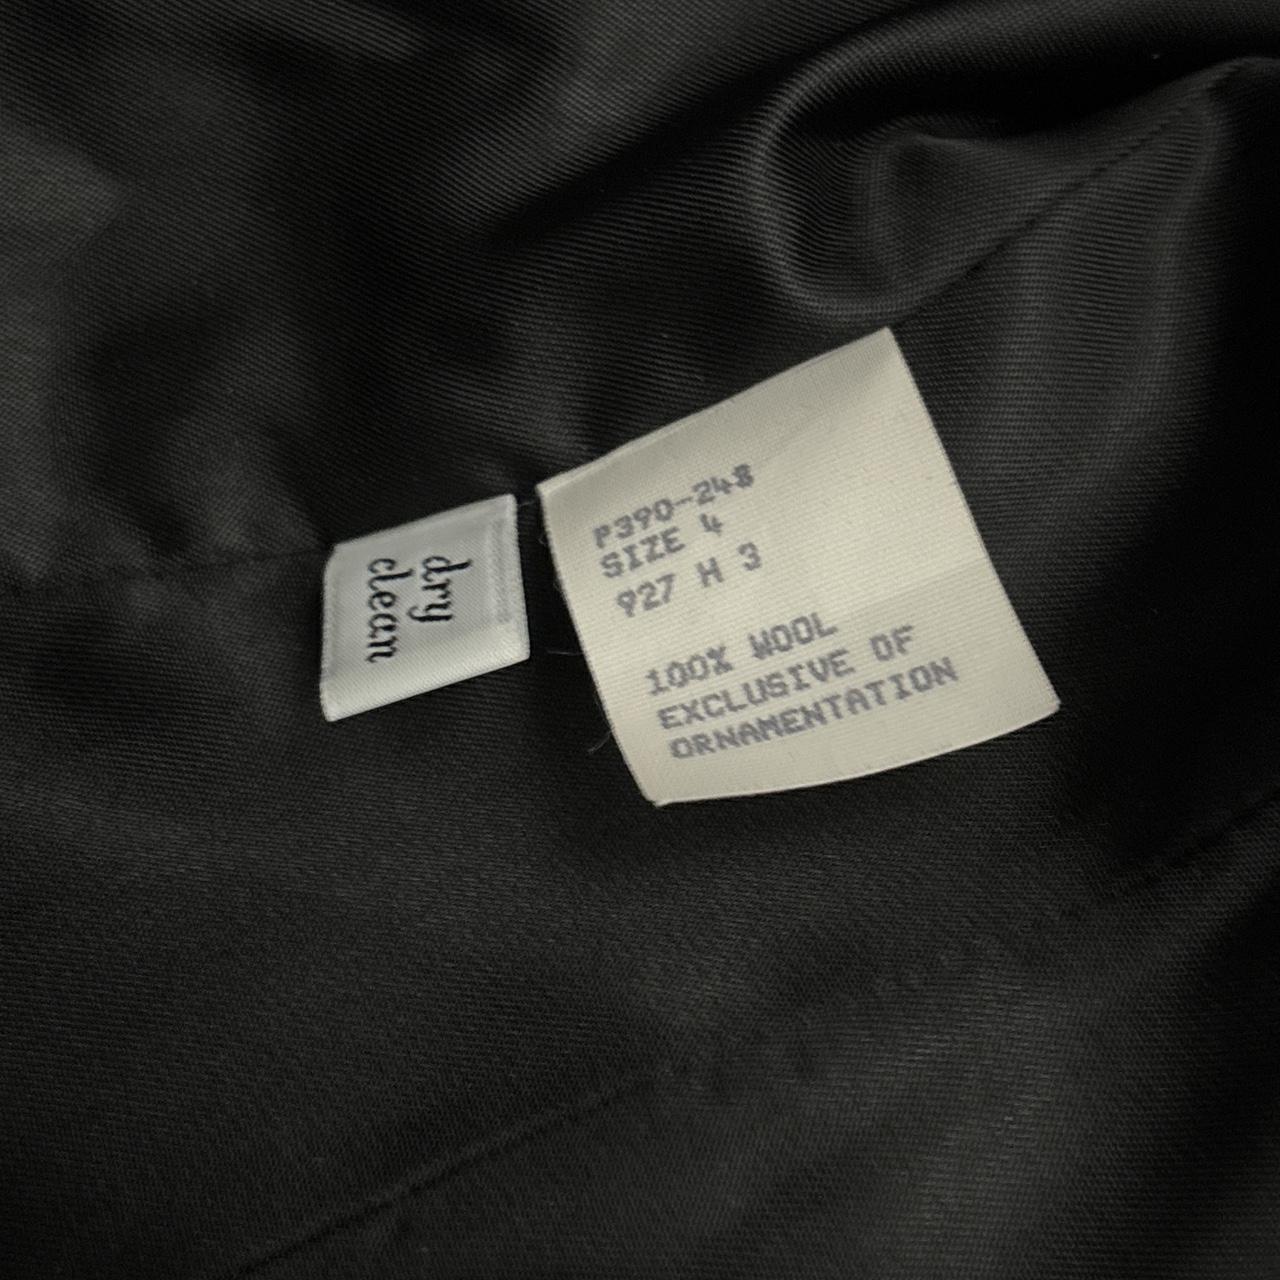 dry
clean
P390-248
SIZE 4
927 H 3
100% WOOL
EXCLUSIVE OF
ORNAMENTATION